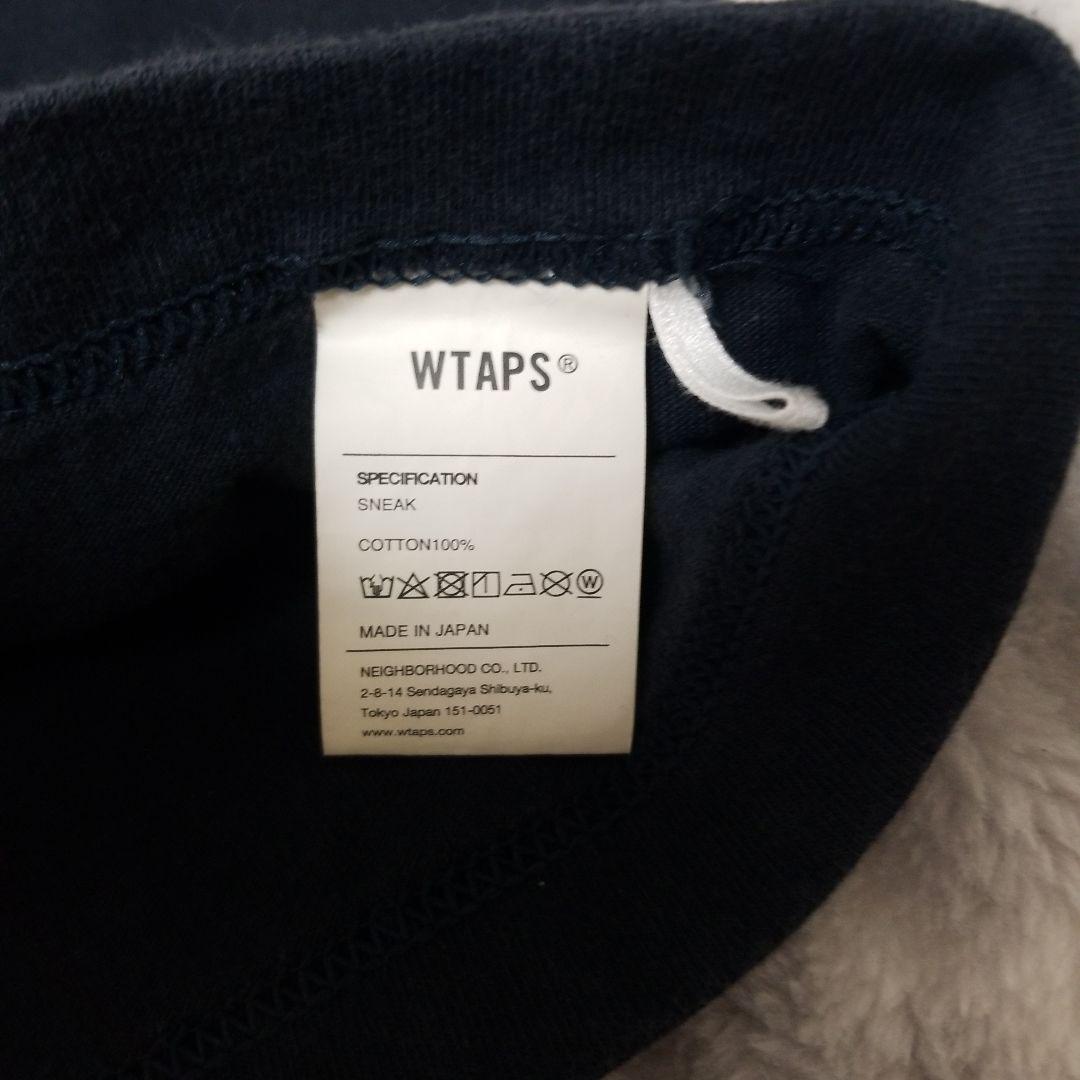 WTAPS®
SPECIFICATION
SNEAK
COTTON100%
W
MADE IN JAPAN
NEIGHBORHOOD CO., LTD.
2-8-14 Sendagaya Shibuya-ku,
Tokyo Japan 151-0051
www.wtaps.com